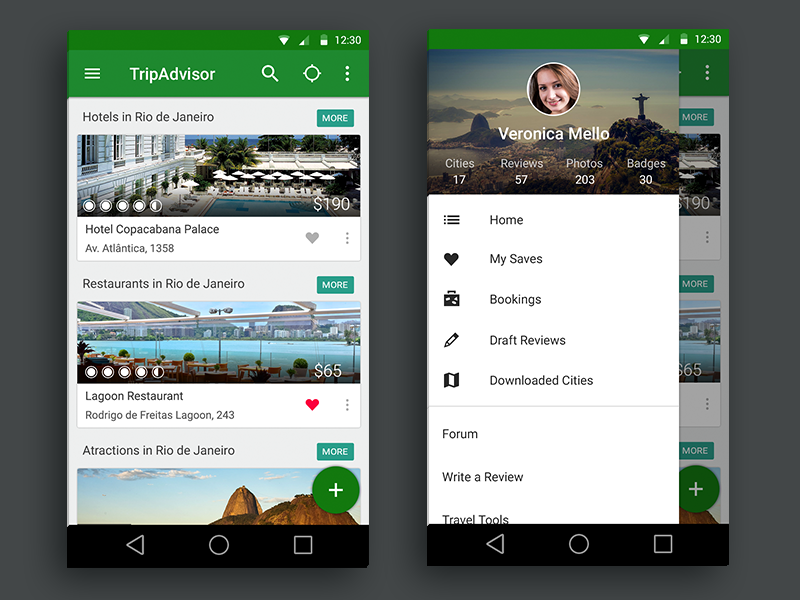 12:30
TripAdvisor
Hotels in Rio de Janeiro
MORE
$190
Hotel Copacabana Palace
Av. Atlântica, 1358
Restaurants in Rio de Janeiro
MORE
$65
Lagoon Restaurant
Rodrigo de Freitas Lagoon, 243
Atractions in Rio de Janeiro
MORE
12:30
Veronica Mello
Cities Reviews Photos Badges
17 57 203 30
MORE
$190
Home
My Saves
Bookings
MORE
Draft Reviews
$65
Downloaded Cities
Forum
MORE
Write a Review
Travel Tools